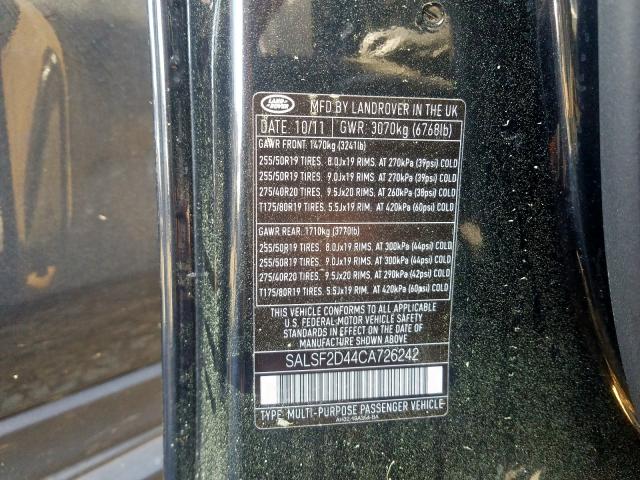 LAND ROVER
MFD BY LANDROVER IN THE UK
DATE: 10/11 GWR: 3070kg (6768lb)
GAWR FRONT: 1470kg (3241lb)
255/50R19 TIRES, 8.0Jx19 RIMS, AT 270kPa (39psi) COLD
255/50R19 TIRES, 9.0Jx19 RIMS, AT 270kPa (39psi) COLD
275/40R20 TIRES, 9.5Jx20 RIMS, AT 260kPa (38psi) COLD
T175/80R19 TIRES, 5.5Jx19 RIM, AT 420kPa (60psi) COLD
GAWR REAR: 1710kg (3770lb)
255/50R19 TIRES, 8.0Jx19 RIMS, AT 300kPa (44psi) COLD
255/50R19 TIRES, 9.0Jx19 RIMS, AT 300kPa (44psi) COLD
275/40R20 TIRES, 9.5Jx20 RIMS, AT 290kPa (42psi) COLD
T175/80R19 TIRES, 5.5Jx19 RIM, AT 420kPa (60psi) COLD
THIS VEHICLE CONFORMS TO ALL APPLICABLE
U.S. FEDERAL-MOTOR VEHICLE SAFETY
STANDARDS IN EFFECT ON THE DATE OF
MANUFACTURE SHOWN ABOVE
SALSF2D44CA726242
TYPE: MULTI-PURPOSE PASSENGER VEHICLE